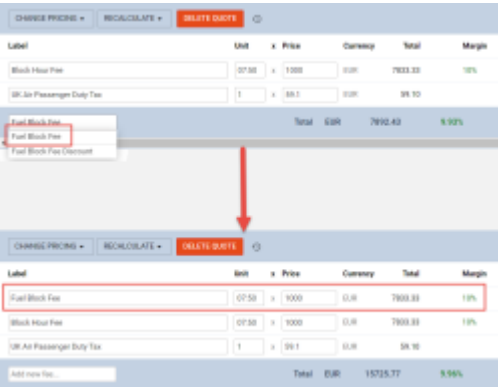 CHANGE PRICING RECALCULATE DELETE QUOTE
Label Unit x Price Currency Total Margin
Block Hour Fee 07:50 x 1000 EUR 7833.33 10%
UK Air Passenger Duty Tax 1 x 59.1 EUR 59.10
Fuel Block Fee Total EUR 7892.43 9.93%
Fuel Block Fee
Fuel Block Fee Discount
CHANGE PRICING RECALCULATE DELETE QUOTE
Label Unit x Price Currency Total Margin
Fuel Block Fee 07:50 x 1000 EUR 7833.33 10%
Block Hour Fee 07:50 x 1000 EUR 7833.33 10%
UK Air Passenger Duty Tax 1 x 59.1 EUR 59.10
Add new fee... Total EUR 15725.77 9.96%